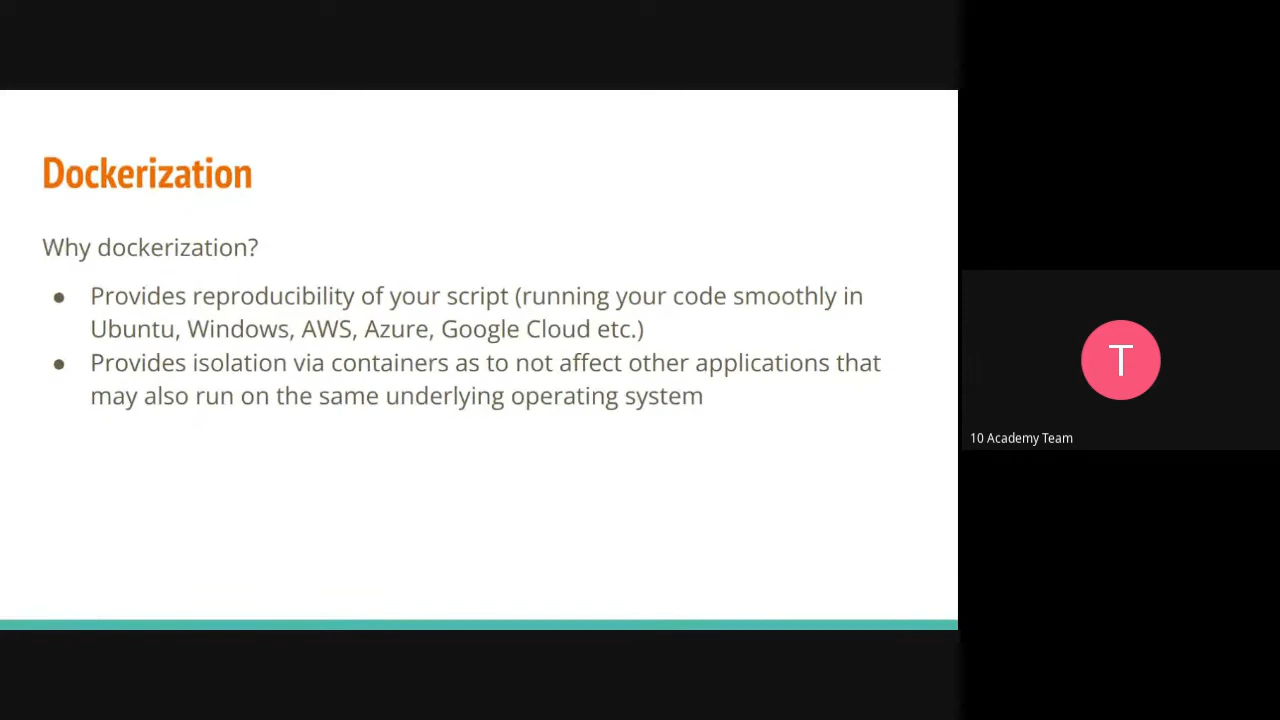 Dockerization
Why dockerization?
● Provides reproducibility of your script (running your code smoothly in
Ubuntu, Windows, AWS, Azure, Google Cloud etc.)
● Provides isolation via containers as to not affect other applications that
may also run on the same underlying operating system
T
10 Academy Team